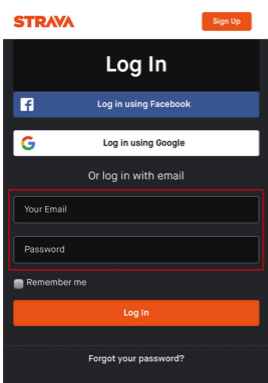 STRAVA
Sign Up
Log In
Log in using Facebook
Log in using Google
Or log in with email
Your Email
Password
Remember me
Log In
Forgot your password?